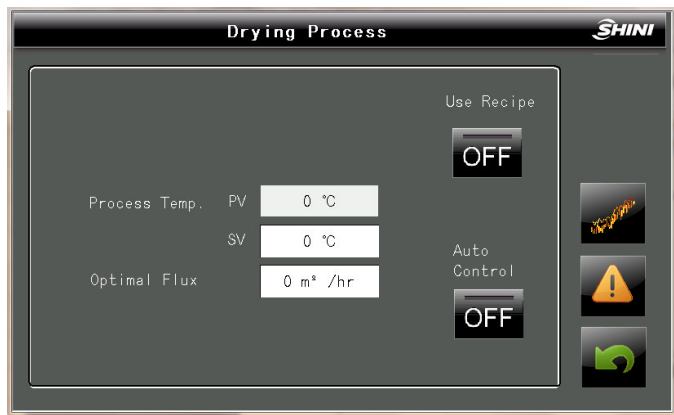 Drying Process
SHINI
Use Recipe
OFF
Process Temp. PV 0 ℃
SV 0 ℃
Auto
Control
Optimal Flux 0 m³ /hr
OFF